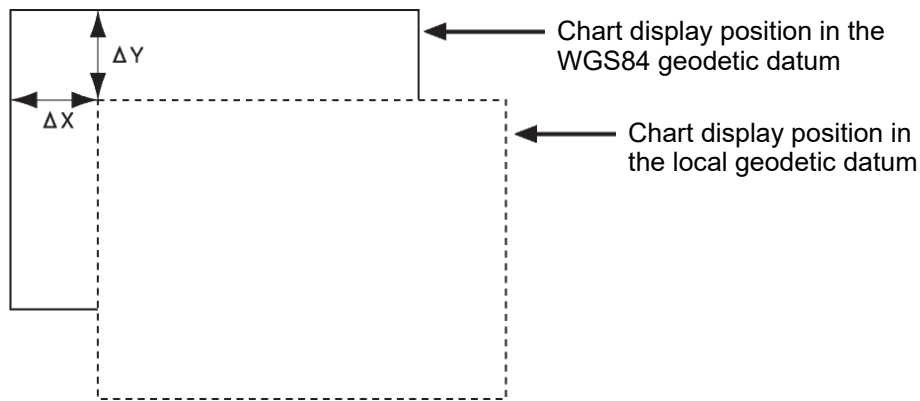 Chart display position in the
WGS84 geodetic datum
ΔY
ΔX
Chart display position in
the local geodetic datum